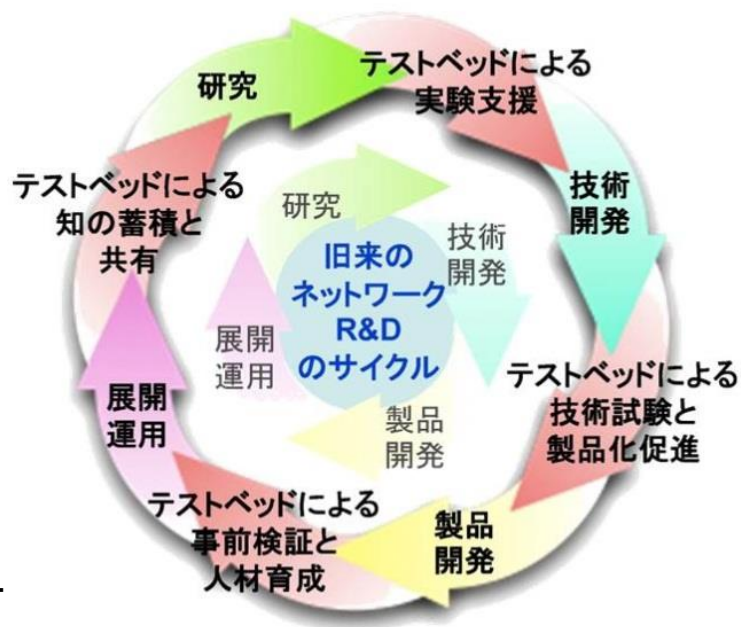 研究
テストベッドによる
実験支援
技術
開発
テストベッドによる
技術試験と
製品化促進
製品
開発
テストベッドによる
事前検証と
人材育成
展開
運用
テストベッドによる
知の蓄積と
共有
研究
技術
開発
製品
開発
展開
運用
旧来の
ネットワーク
R&D
のサイクル
.